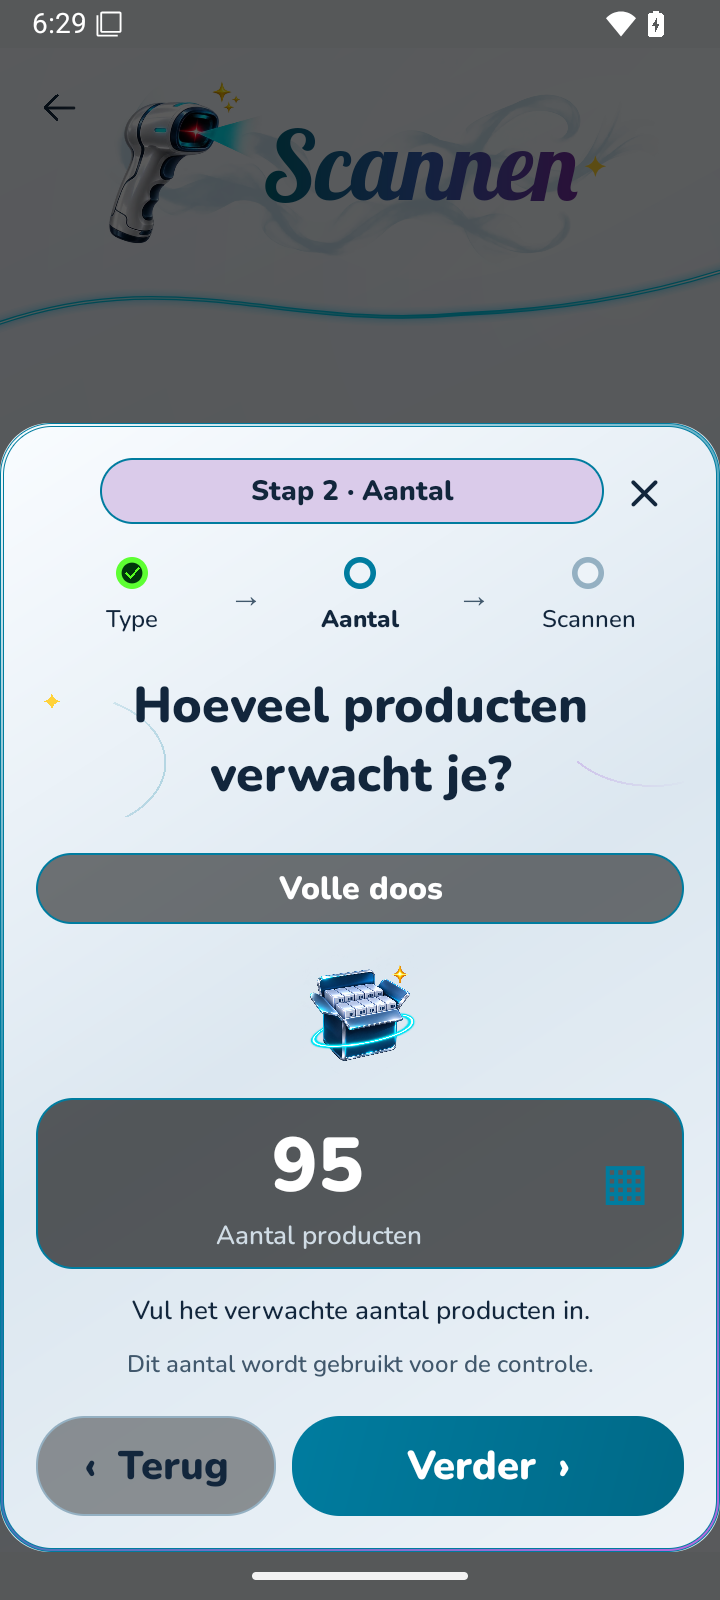 6:29
Scannen
Stap 2 · Aantal
Type → Aantal → Scannen
Hoeveel producten
verwacht je?
Volle doos
95
Aantal producten
Vul het verwachte aantal producten in.
Dit aantal wordt gebruikt voor de controle.
‹ Terug
Verder ›